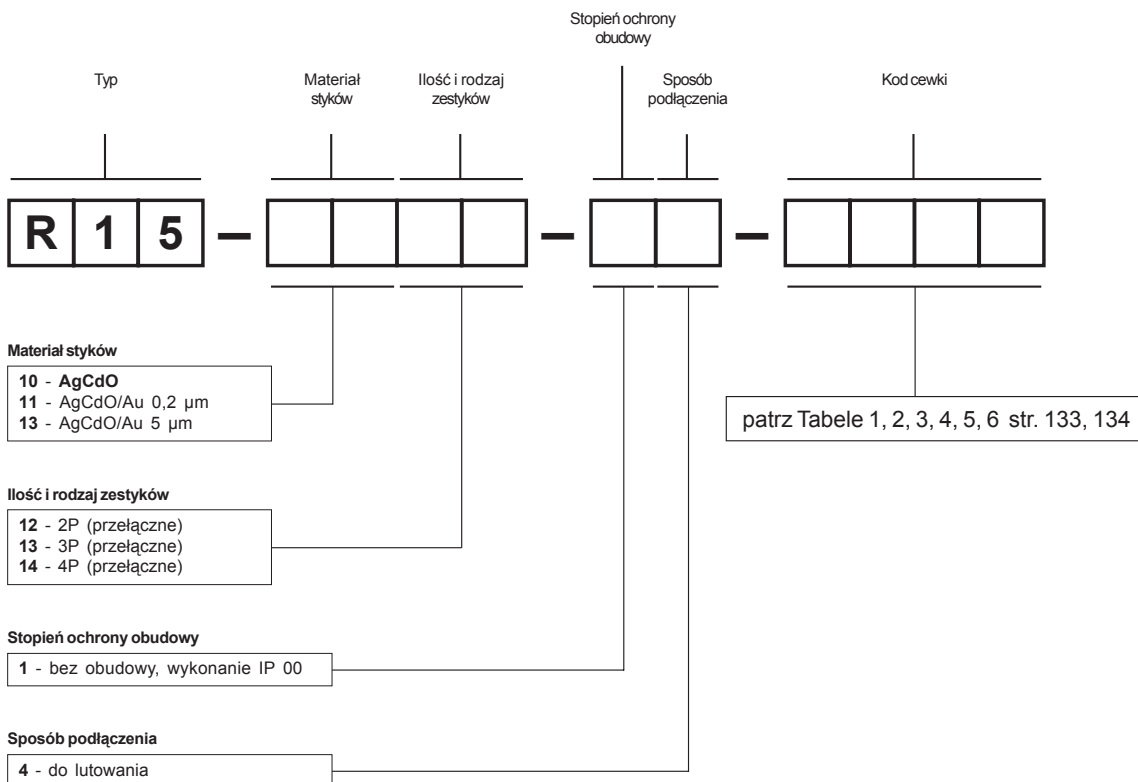 Stopień ochrony
obudowy
Typ
Materiał
styków
Ilość i rodzaj
zestyków
Sposób
podłączenia
Kod cewki
R 1 5 – – –
Materiał styków
10 - AgCdO
11 - AgCdO/Au 0,2 µm
13 - AgCdO/Au 5 µm
patrz Tabele 1, 2, 3, 4, 5, 6 str. 133, 134
Ilość i rodzaj zestyków
12 - 2P (przełączne)
13 - 3P (przełączne)
14 - 4P (przełączne)
Stopień ochrony obudowy
1 - bez obudowy, wykonanie IP 00
Sposób podłączenia
4 - do lutowania